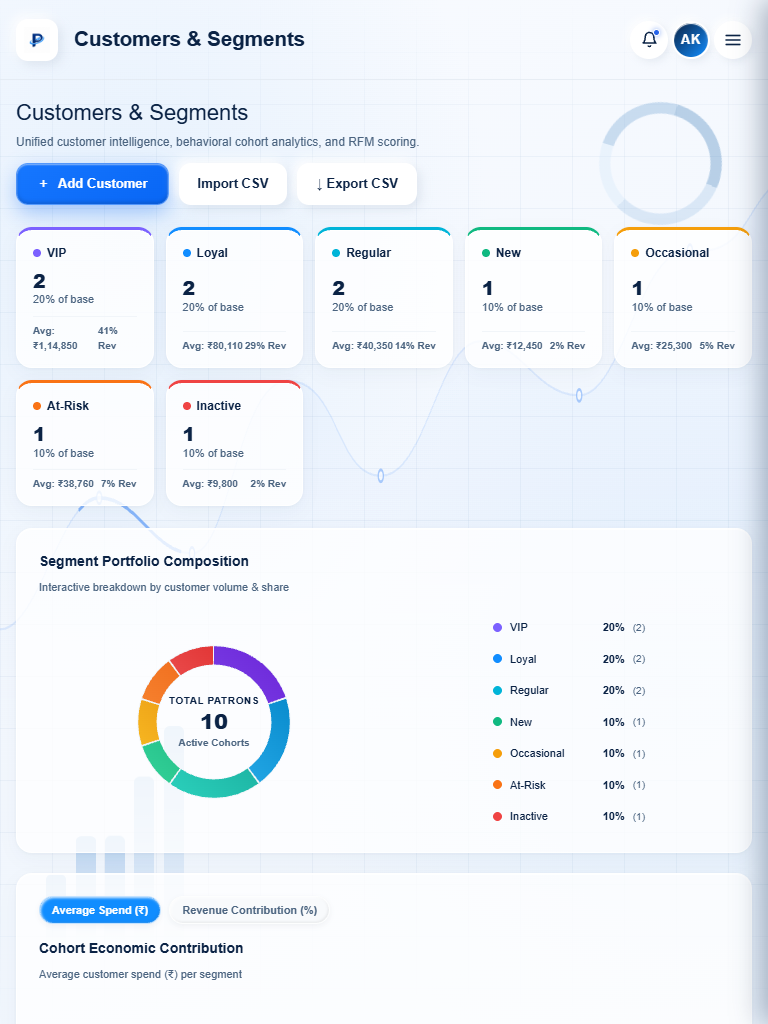 Customers & Segments
AK
Customers & Segments
Unified customer intelligence, behavioral cohort analytics, and RFM scoring.
+ Add Customer
Import CSV
↓ Export CSV
VIP
2
20% of base
Avg: ₹1,14,850
41% Rev
Loyal
2
20% of base
Avg: ₹80,110 29% Rev
Regular
2
20% of base
Avg: ₹40,350 14% Rev
New
1
10% of base
Avg: ₹12,450 2% Rev
Occasional
1
10% of base
Avg: ₹25,300 5% Rev
At-Risk
1
10% of base
Avg: ₹38,760 7% Rev
Inactive
1
10% of base
Avg: ₹9,800 2% Rev
Segment Portfolio Composition
Interactive breakdown by customer volume & share
TOTAL PATRONS
10
Active Cohorts
VIP 20% (2)
Loyal 20% (2)
Regular 20% (2)
New 10% (1)
Occasional 10% (1)
At-Risk 10% (1)
Inactive 10% (1)
Average Spend (₹)
Revenue Contribution (%)
Cohort Economic Contribution
Average customer spend (₹) per segment